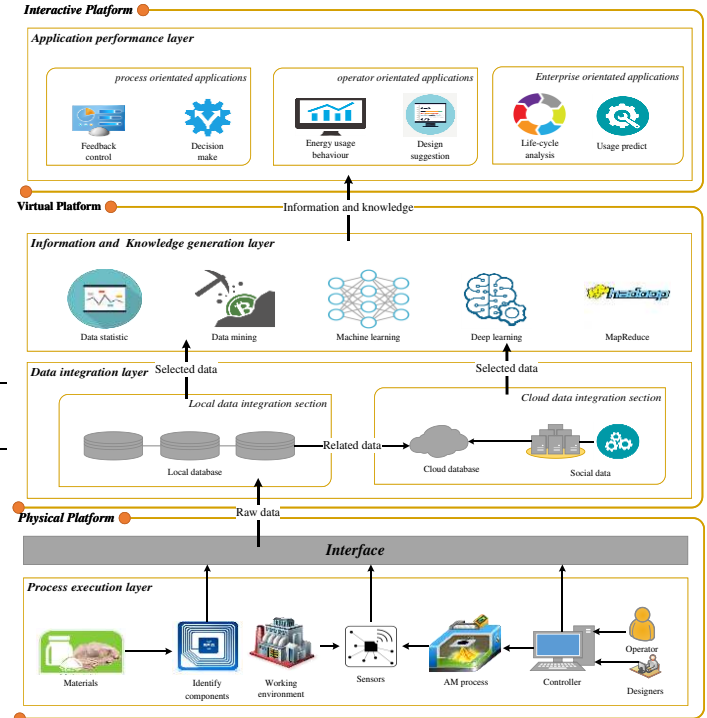 Interactive Platform
Application performance layer
process orientated applications
operator orientated applications
Enterprise orientated applications
Feedback
control
Decision
make
Energy usage
behaviour
Design
suggestion
Life-cycle
analysis
Usage predict
Virtual Platform
Information and knowledge
Information and Knowledge generation layer
Data statistic
Data mining
Machine learning
Deep learning
hadoop
MapReduce
Data integration layer
Selected data
Selected data
Local data integration section
Cloud data integration section
Related data
Local database
Cloud database
Social data
Physical Platform
Raw data
Interface
Process execution layer
Materials
Identify
components
Working
environment
Sensors
AM process
Controller
Operator
Designers